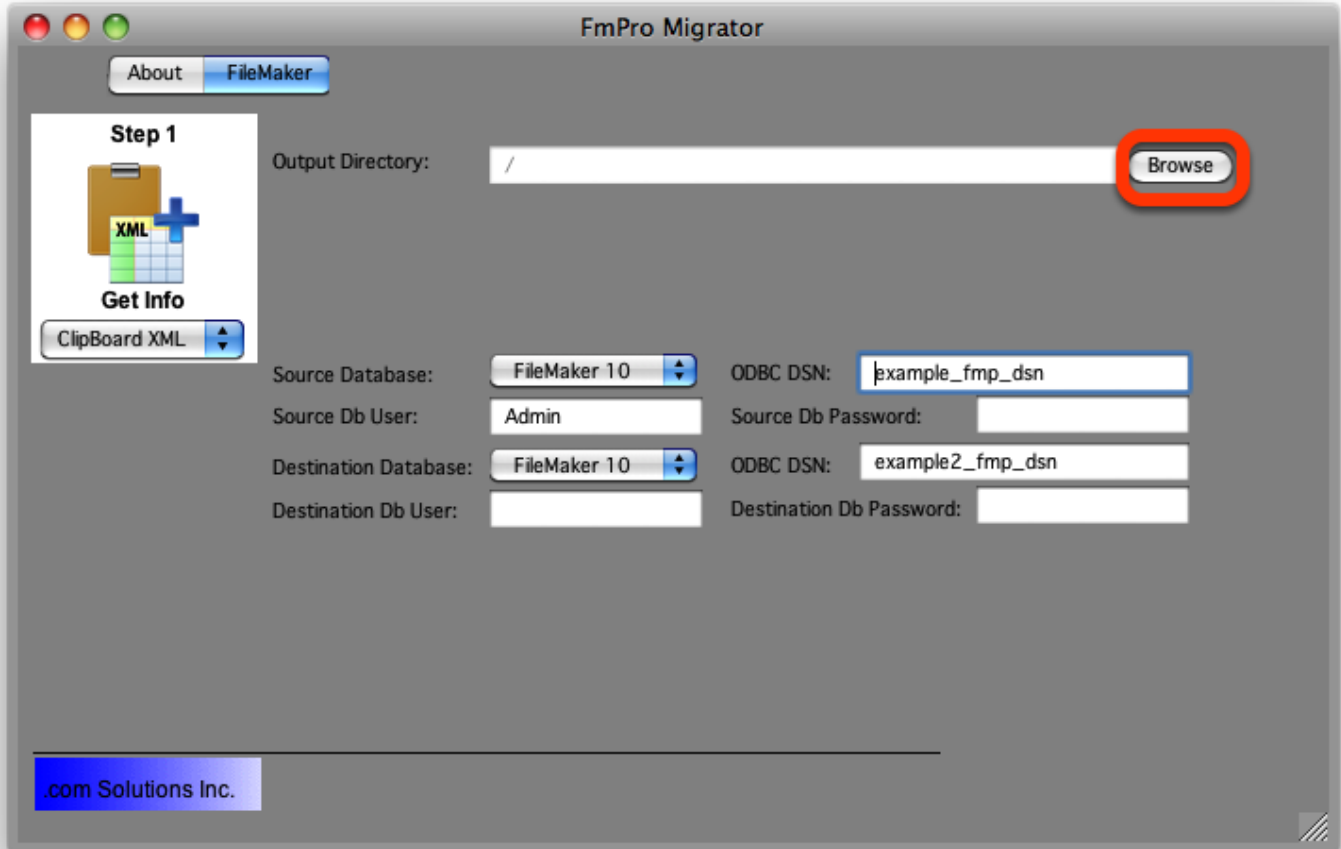 FmPro Migrator
About FileMaker
Step 1
XML
Get Info
ClipBoard XML
Output Directory: / Browse
Source Database: FileMaker 10 ODBC DSN: example_fmp_dsn
Source Db User: Admin Source Db Password:
Destination Database: FileMaker 10 ODBC DSN: example2_fmp_dsn
Destination Db User: Destination Db Password:
.com Solutions Inc.